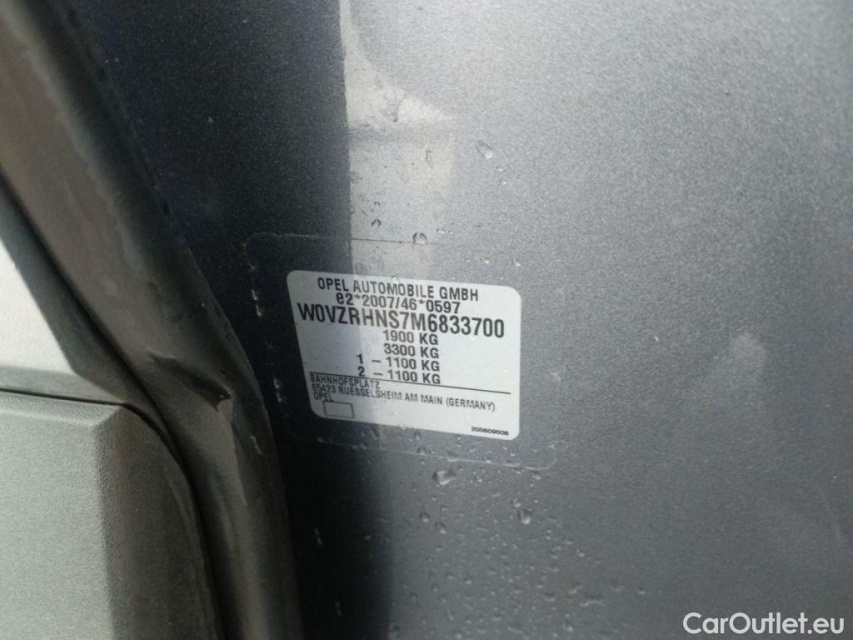 OPEL AUTOMOBILE GMBH
e2*2007/46*0597
W0VZRHNS7M6833700
1900 KG
3300 KG
1 - 1100 KG
2 - 1100 KG
BAHNHOFSPLATZ
65423 RUESSELSHEIM AM MAIN (GERMANY)
OPEL
CarOutlet.eu